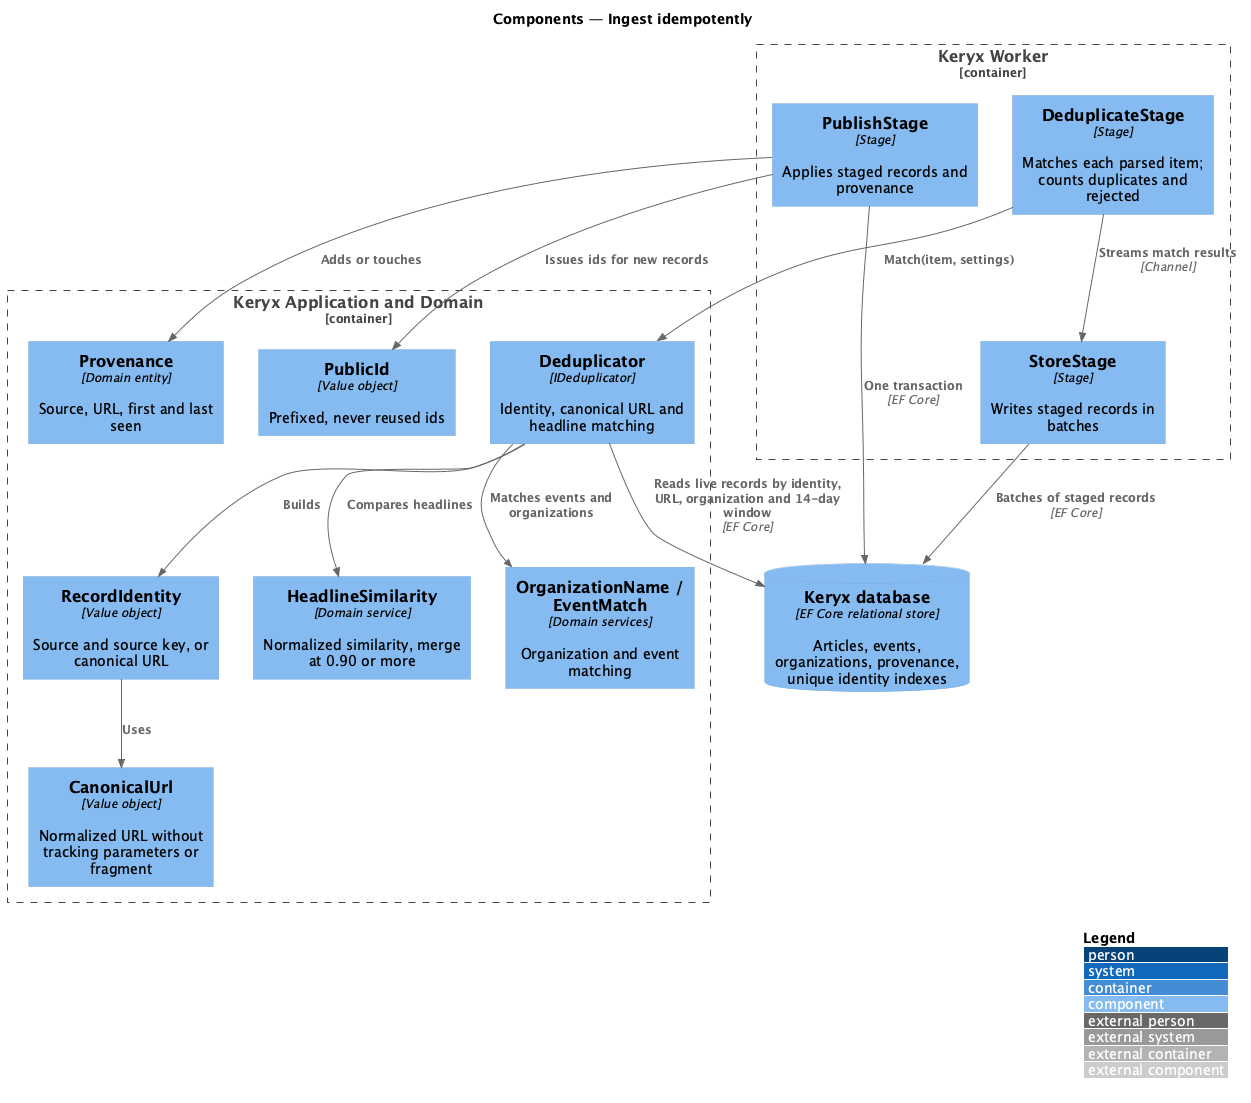 Components — Ingest idempotently
Keryx Worker
[container]
PublishStage
[Stage]
Applies staged records and
provenance
DeduplicateStage
[Stage]
Matches each parsed item;
counts duplicates and
rejected
Adds or touches
Issues ids for new records
Match(item, settings)
Streams match results
[Channel]
Keryx Application and Domain
[container]
Provenance
[Domain entity]
Source, URL, first and last
seen
PublicId
[Value object]
Prefixed, never reused ids
Deduplicator
[IDeduplicator]
Identity, canonical URL and
headline matching
One transaction
[EF Core]
StoreStage
[Stage]
Writes staged records in
batches
Builds
Compares headlines
Matches events and
organizations
Reads live records by identity,
URL, organization and 14-day
window
[EF Core]
Batches of staged records
[EF Core]
RecordIdentity
[Value object]
Source and source key, or
canonical URL
HeadlineSimilarity
[Domain service]
Normalized similarity, merge
at 0.90 or more
OrganizationName /
EventMatch
[Domain services]
Organization and event
matching
Keryx database
[EF Core relational store]
Articles, events,
organizations, provenance,
unique identity indexes
Uses
CanonicalUrl
[Value object]
Normalized URL without
tracking parameters or
fragment
Legend
person
system
container
component
external person
external system
external container
external component